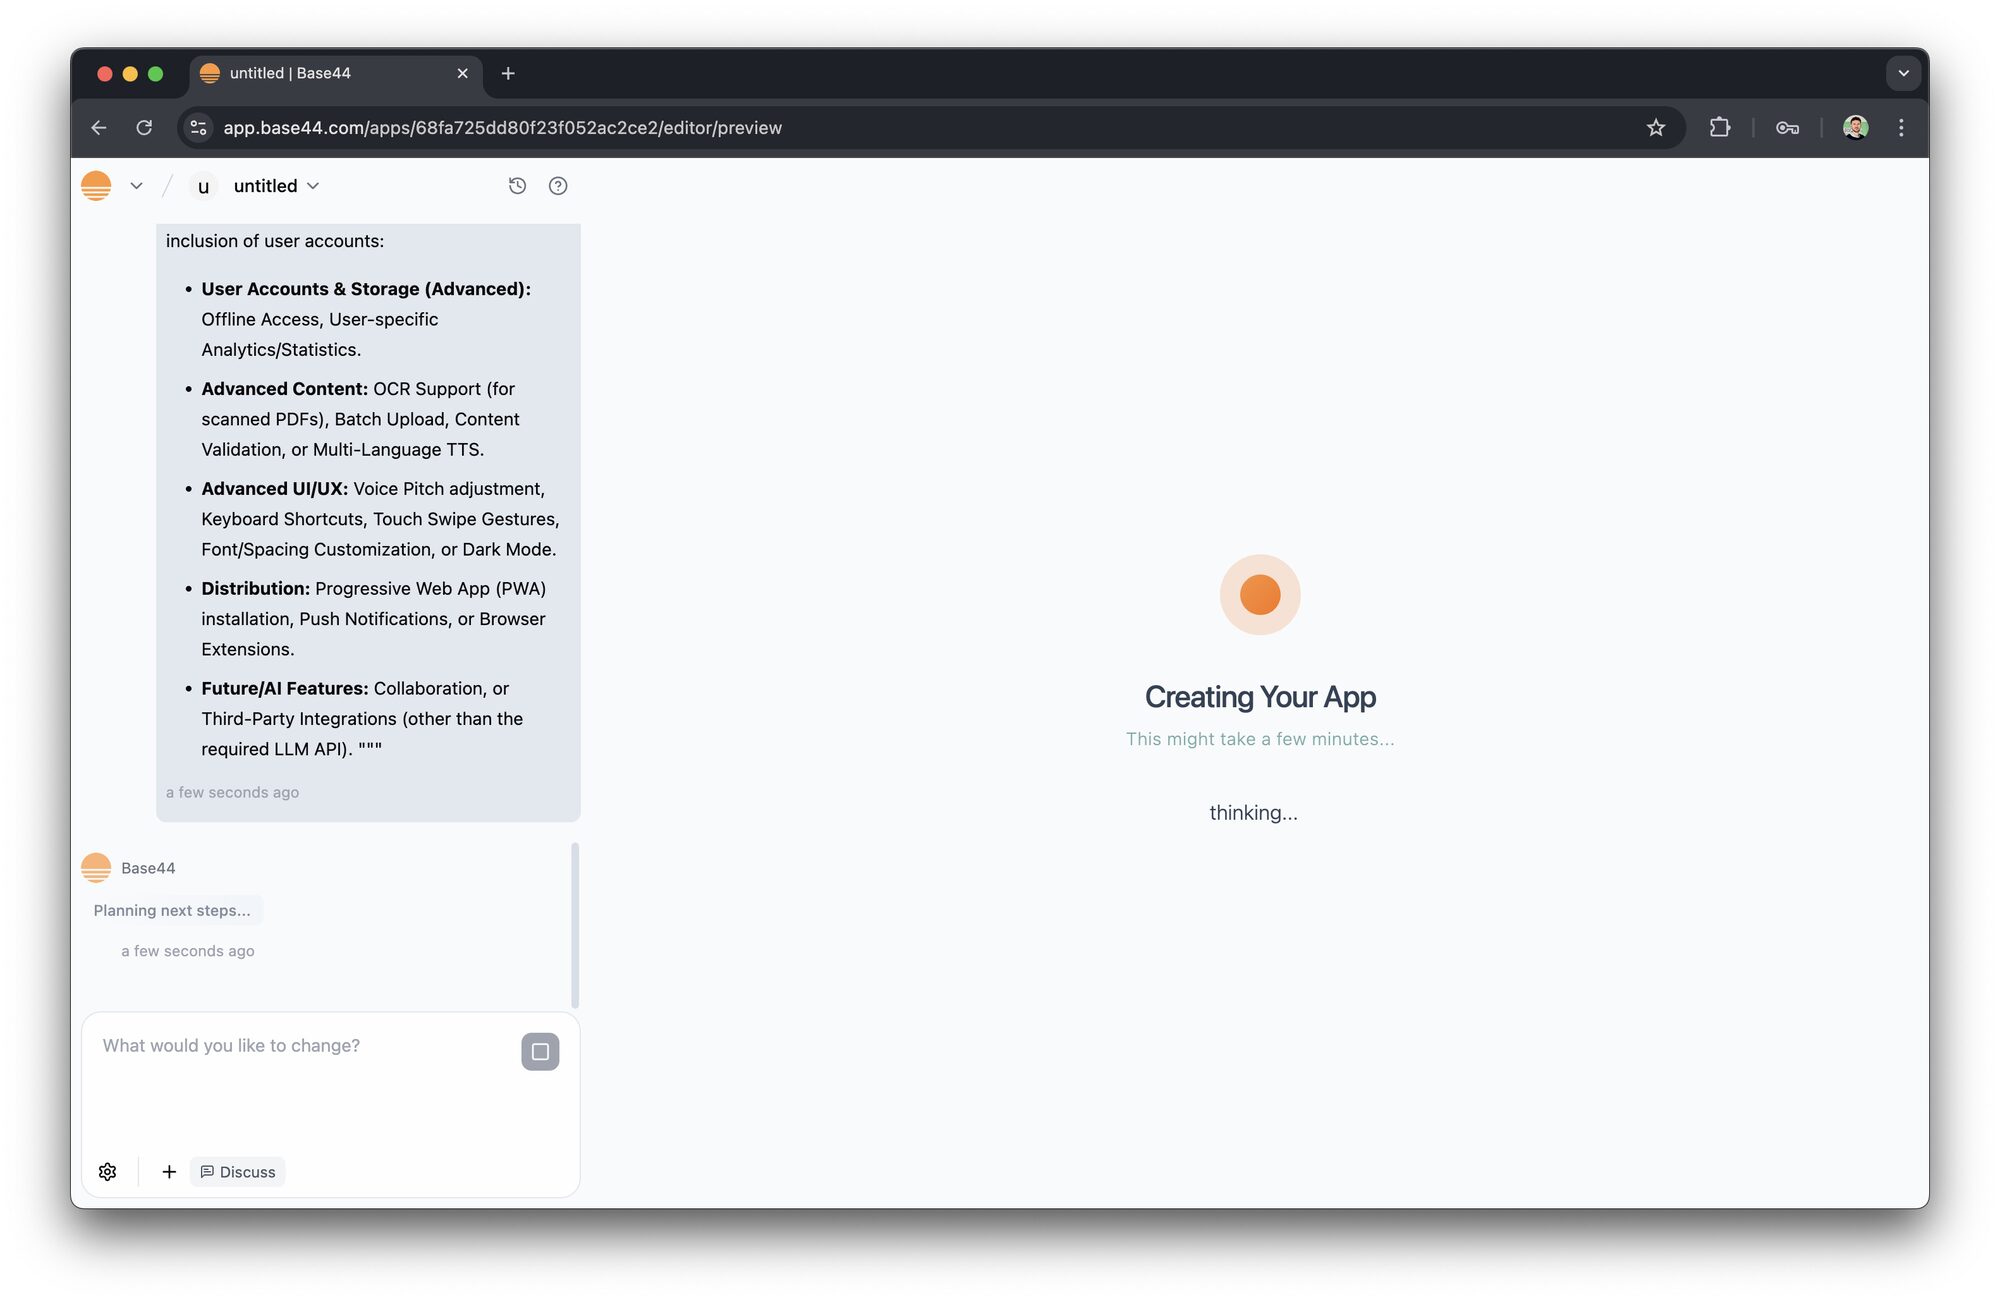 untitled | Base44
app.base44.com/apps/68fa725dd80f23f052ac2ce2/editor/preview
u untitled
inclusion of user accounts:
• User Accounts & Storage (Advanced):
Offline Access, User-specific
Analytics/Statistics.
• Advanced Content: OCR Support (for
scanned PDFs), Batch Upload, Content
Validation, or Multi-Language TTS.
• Advanced UI/UX: Voice Pitch adjustment,
Keyboard Shortcuts, Touch Swipe Gestures,
Font/Spacing Customization, or Dark Mode.
• Distribution: Progressive Web App (PWA)
installation, Push Notifications, or Browser
Extensions.
• Future/AI Features: Collaboration, or
Third-Party Integrations (other than the
required LLM API). """
a few seconds ago
Base44
Planning next steps...
a few seconds ago
What would you like to change?
Discuss
Creating Your App
This might take a few minutes...
thinking...